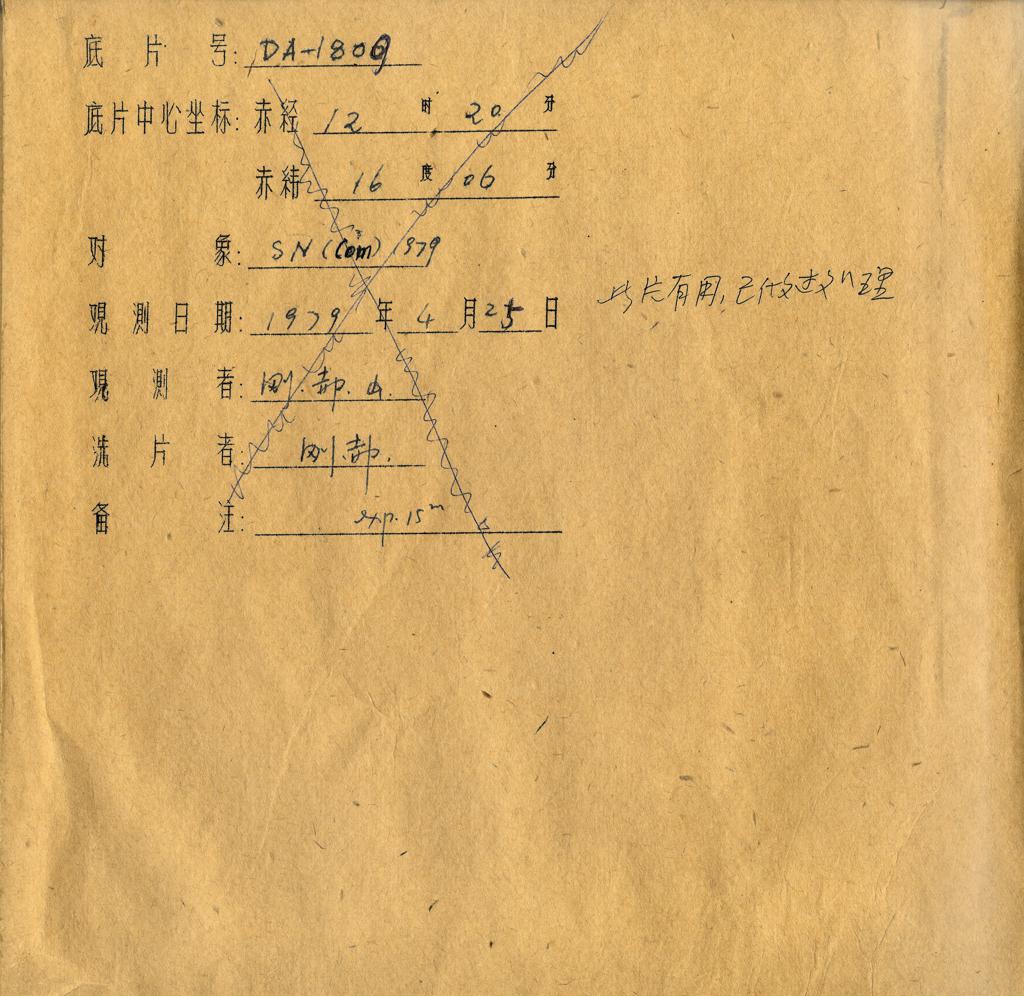 底片号: DA-1809
底片中心坐标: 赤经 12 时 20 分
赤纬 16 度 06 分
对象: SN (Com) 1979
观测日期: 1979 年 4 月 25 日
此片有用,已做过处理
观测者: 刚. 郝.
洗片者: 刚. 郝.
备注: exp. 15m